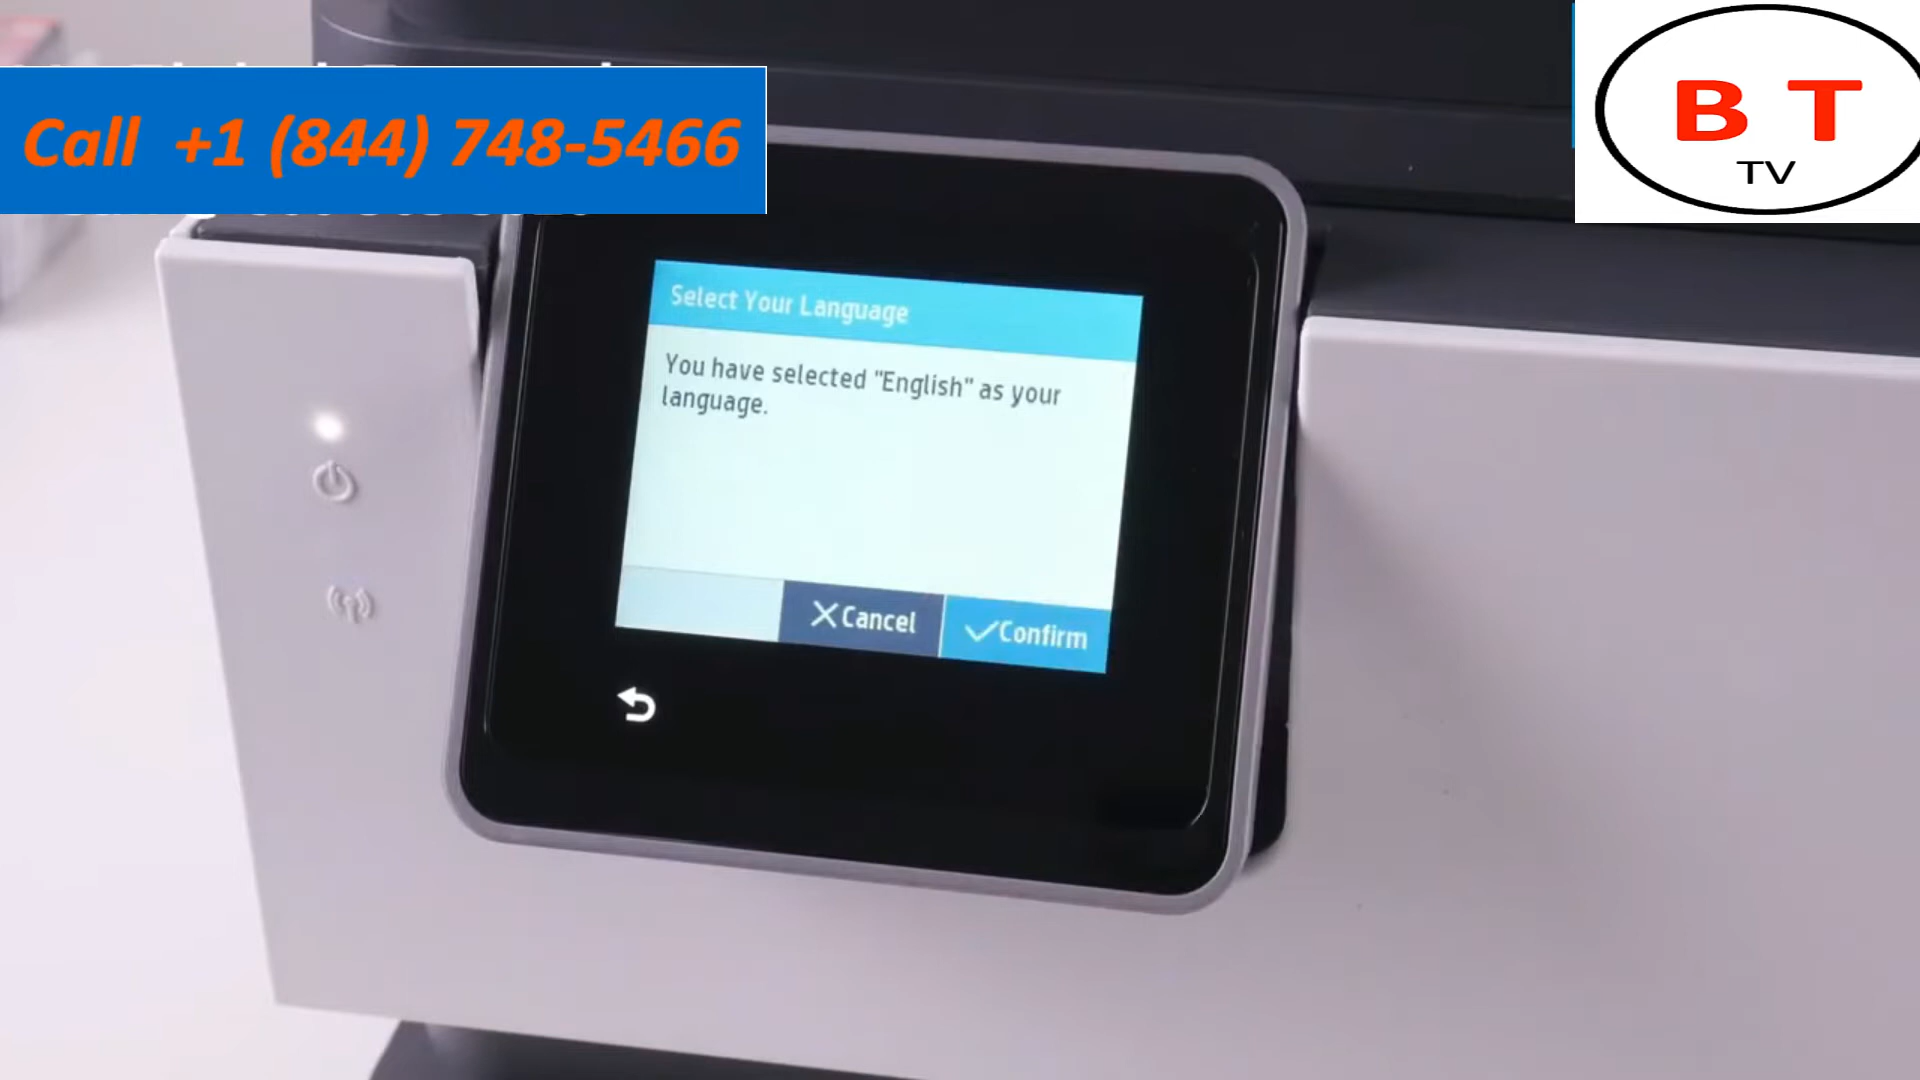 Call +1 (844) 748-5466
B T
TV
Select Your Language
You have selected "English" as your
language.
Cancel
Confirm